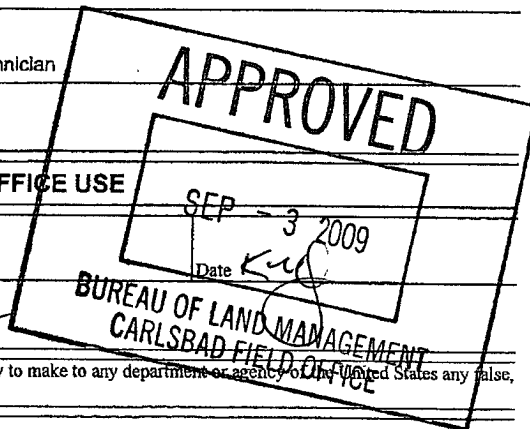 hnician
APPROVED
FFICE USE
SEP - 3 2009
Date
BUREAU OF LAND MANAGEMENT
CARLSBAD FIELD OFFICE
y to make to any department or agency of the United States any false,